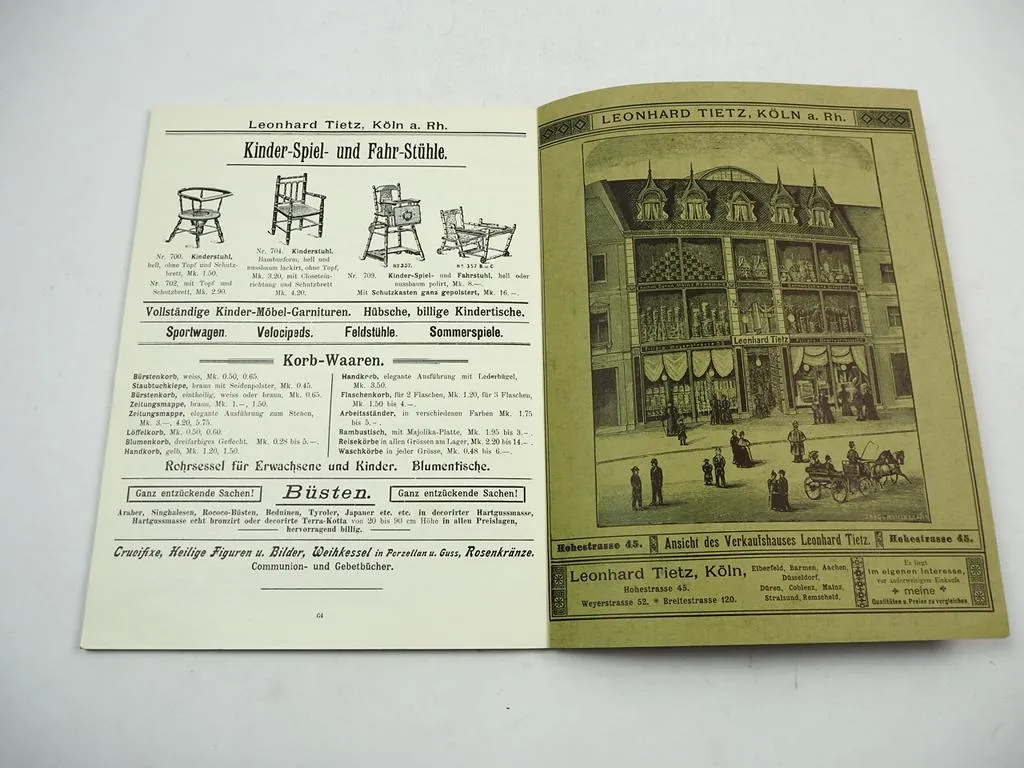 Leonhard Tietz, Köln a. Rh.
Kinder-Spiel- und Fahr-Stühle.
Nr. 700. Kinderstuhl,
hell, ohne Topf und Schutz-
brett, Mk. 1.50.
Nr. 702, mit Topf und
Schutzbrett, Mk. 2.90.
Nr. 704. Kinderstuhl.
Bambusform, hell und
nussbaum lackirt, ohne Topf,
Mk. 3.20, mit Closetein-
richtung und Schutzbrett
Mk. 4.20.
No 357.
No 357 B u C
Nr. 709. Kinder-Spiel- und Fahrstuhl, hell oder
nussbaum polirt, Mk. 8.—.
Mit Schutzkasten ganz gepolstert, Mk. 16.—.
Vollständige Kinder-Möbel-Garnituren. Hübsche, billige Kindertische.
Sportwagen. Velocipeds. Feldstühle. Sommerspiele.
Korb-Waaren.
Bürstenkorb, weiss, Mk. 0.50, 0.65.
Staubtuchkiepe, braun mit Seidenpolster, Mk. 0.45.
Bürstenkorb, eintheilig, weiss oder braun, Mk. 0.65.
Zeitungsmappe, braun, Mk. 1.—, 1.50.
Zeitungsmappe, elegante Ausführung zum Stehen,
Mk. 3.—, 4.20, 5.75.
Löffelkorb, Mk. 0.50, 0.60.
Blumenkorb, dreifarbiges Geflecht. Mk. 0.28 bis 5.—.
Handkorb, gelb, Mk. 1.20, 1.50.
Handkorb, elegante Ausführung mit Lederbügel,
Mk. 3.50.
Flaschenkorb, für 2 Flaschen, Mk. 1.20, für 3 Flaschen,
Mk. 1.50 bis 4.—.
Arbeitsständer, in verschiedenen Farben Mk. 1.75
bis 5.—.
Bambustisch, mit Majolika-Platte, Mk. 1.95 bis 3.—.
Reisekörbe in allen Grössen am Lager, Mk. 2.20 bis 14.—.
Waschkörbe in jeder Grösse, Mk. 0,48 bis 6.—.
Rohrsessel für Erwachsene und Kinder. Blumentische.
Ganz entzückende Sachen! Büsten. Ganz entzückende Sachen!
Araber, Singhalesen, Rococo-Büsten, Beduinen, Tyroler, Japaner etc. etc. in decorirter Hartgussmasse,
Hartgussmasse echt bronzirt oder decorirte Terra-Kotta von 20 bis 90 cm Höhe in allen Preislagen,
hervorragend billig.
Crucifixe, Heilige Figuren u. Bilder, Weihkessel in Porzellan u. Guss, Rosenkränze.
Communion- und Gebetbücher.
64
LEONHARD TIETZ, KÖLN a. Rh.
Leonhard Tietz
Hohestrasse 45. Ansicht des Verkaufshauses Leonhard Tietz. Hohestrasse 45.
Leonhard Tietz, Köln,
Hohestrasse 45.
Weyerstrasse 52. * Breitestrasse 120.
Elberfeld, Barmen, Aachen,
Düsseldorf,
Düren, Coblenz, Mainz,
Stralsund, Remscheid.
Es liegt
im eigenen Interesse,
vor anderweitigem Einkaufe
meine
Qualitäten u. Preise zu vergleichen.